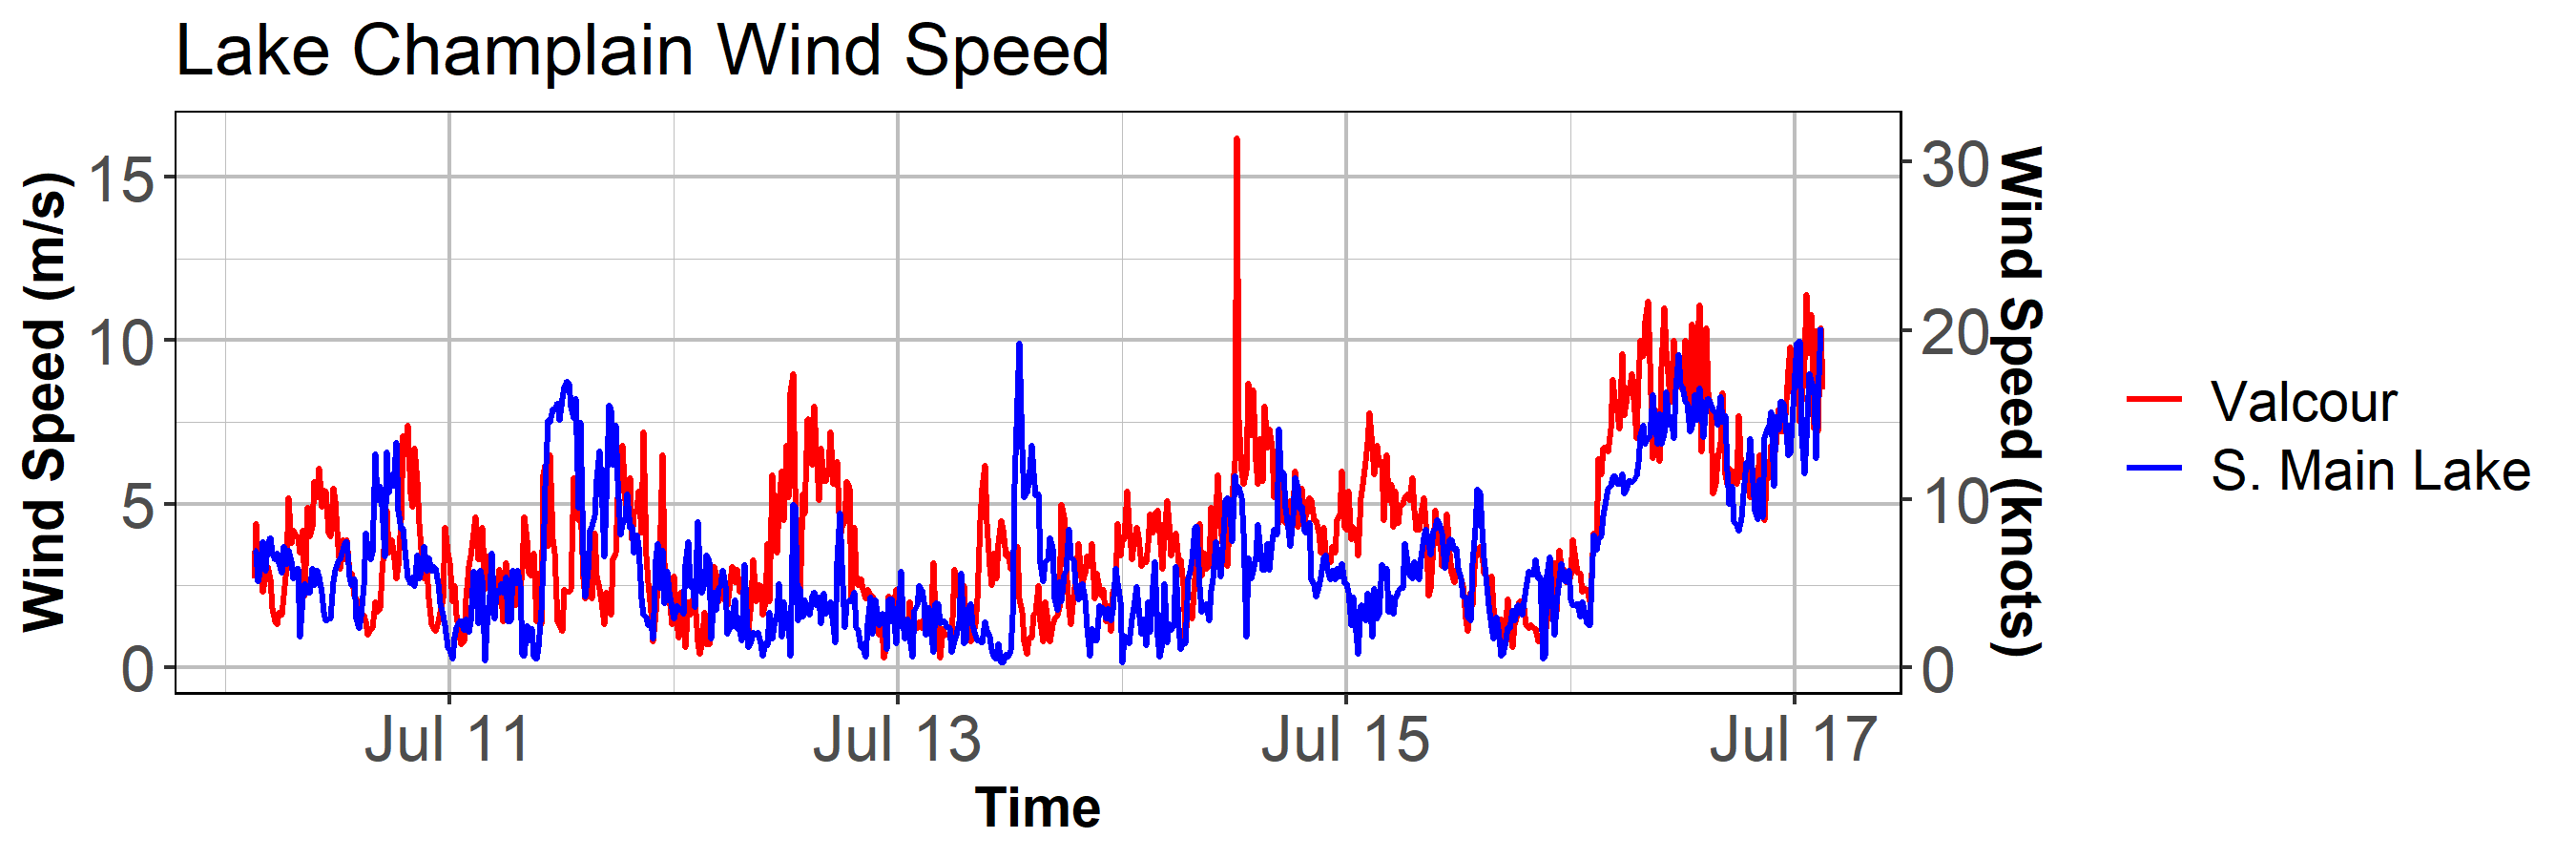 Lake Champlain Wind Speed
Wind Speed (m/s)
15
10
5
0
30
20
10
0
Wind Speed (knots)
Jul 11
Jul 13
Jul 15
Jul 17
Time
Valcour
S. Main Lake